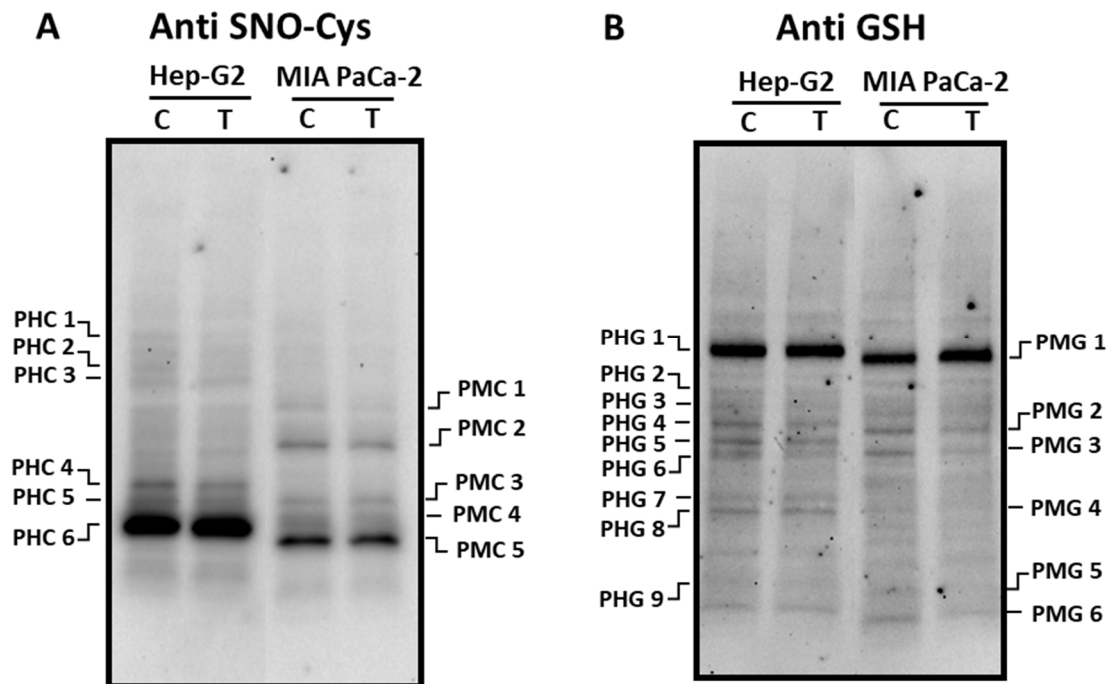 A
Anti SNO-Cys
Hep-G2 MIA PaCa-2
C T C T
PHC 1
PHC 2
PHC 3
PHC 4
PHC 5
PHC 6
PMC 1
PMC 2
PMC 3
PMC 4
PMC 5
B
Anti GSH
Hep-G2 MIA PaCa-2
C T C T
PHG 1
PHG 2
PHG 3
PHG 4
PHG 5
PHG 6
PHG 7
PHG 8
PHG 9
PMG 1
PMG 2
PMG 3
PMG 4
PMG 5
PMG 6